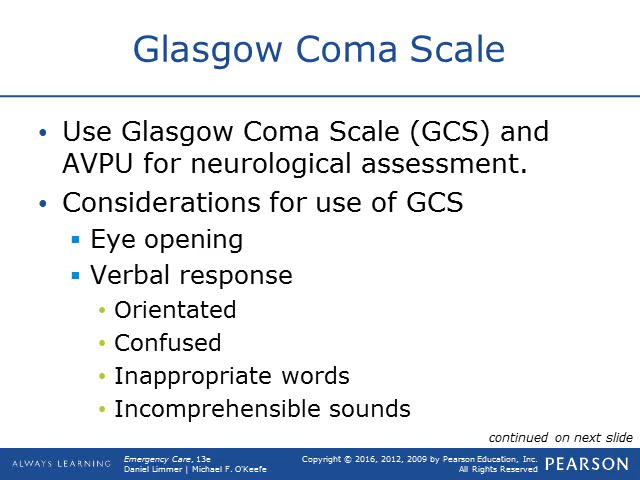 Glasgow Coma Scale
• Use Glasgow Coma Scale (GCS) and
AVPU for neurological assessment.
• Considerations for use of GCS
▪ Eye opening
▪ Verbal response
• Orientated
• Confused
• Inappropriate words
• Incomprehensible sounds
continued on next slide
ALWAYS LEARNING
Emergency Care, 13e
Daniel Limmer | Michael F. O'Keefe
Copyright © 2016, 2012, 2009 by Pearson Education, Inc.
All Rights Reserved
PEARSON